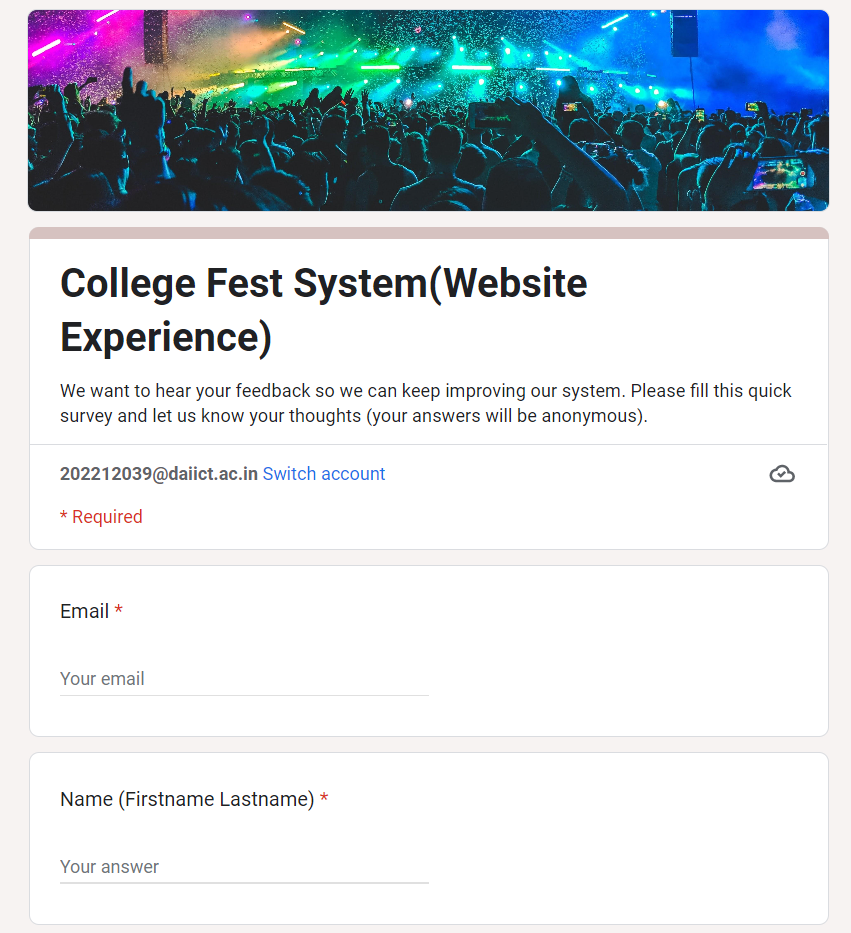 College Fest System(Website
Experience)
We want to hear your feedback so we can keep improving our system. Please fill this quick
survey and let us know your thoughts (your answers will be anonymous).
202212039@daiict.ac.in Switch account
* Required
Email *
Your email
Name (Firstname Lastname) *
Your answer